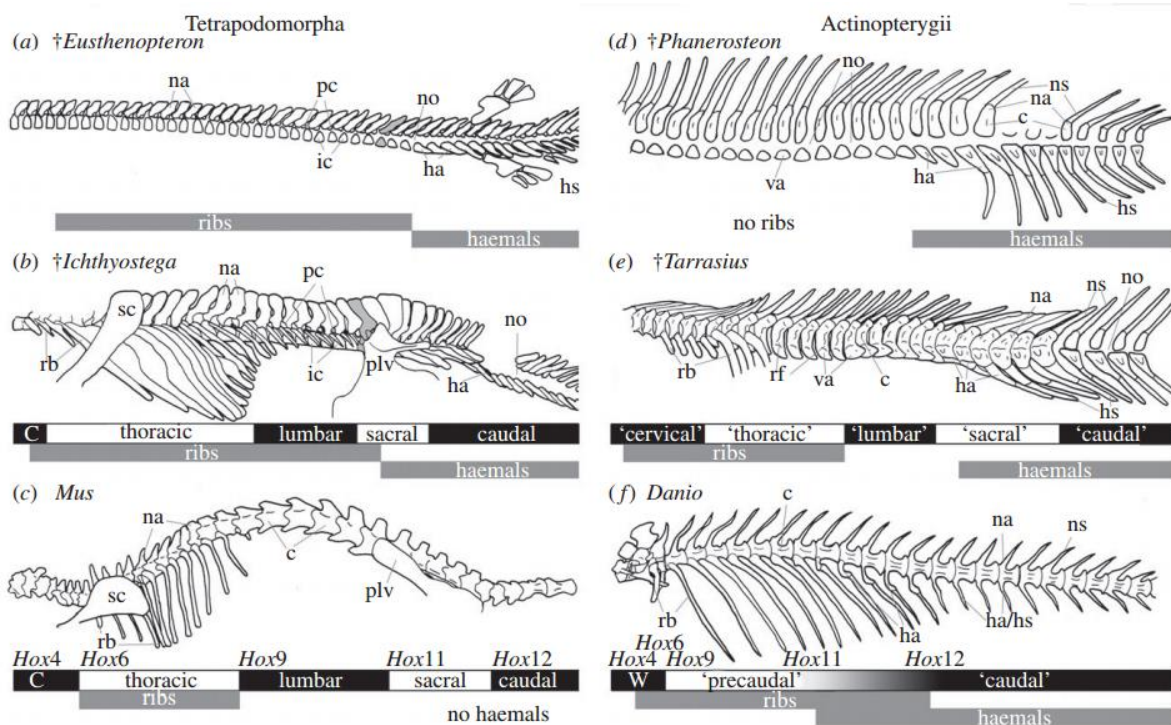 Tetrapodomorpha
(a) †Eusthenopteron
na
pc
no
ic
ha
hs
ribs
haemals
(b) †Ichthyostega
na
pc
sc
no
rb
ic
plv
ha
C thoracic lumbar sacral caudal
ribs
haemals
(c) Mus
na
c
sc
plv
rb
Hox4 Hox6 Hox9 Hox11 Hox12
C thoracic lumbar sacral caudal
ribs
no haemals
Actinopterygii
(d) †Phanerosteon
no
ns
na
c
va
ha
hs
no ribs
haemals
(e) †Tarrasius
na
ns
no
rb
rf
va
c
ha
hs
'cervical' 'thoracic' 'lumbar' 'sacral' 'caudal'
ribs
haemals
(f) Danio
c
na
ns
rb
ha
ha/hs
Hox6
Hox4 Hox9 Hox11 Hox12
W 'precaudal' 'caudal'
ribs
haemals